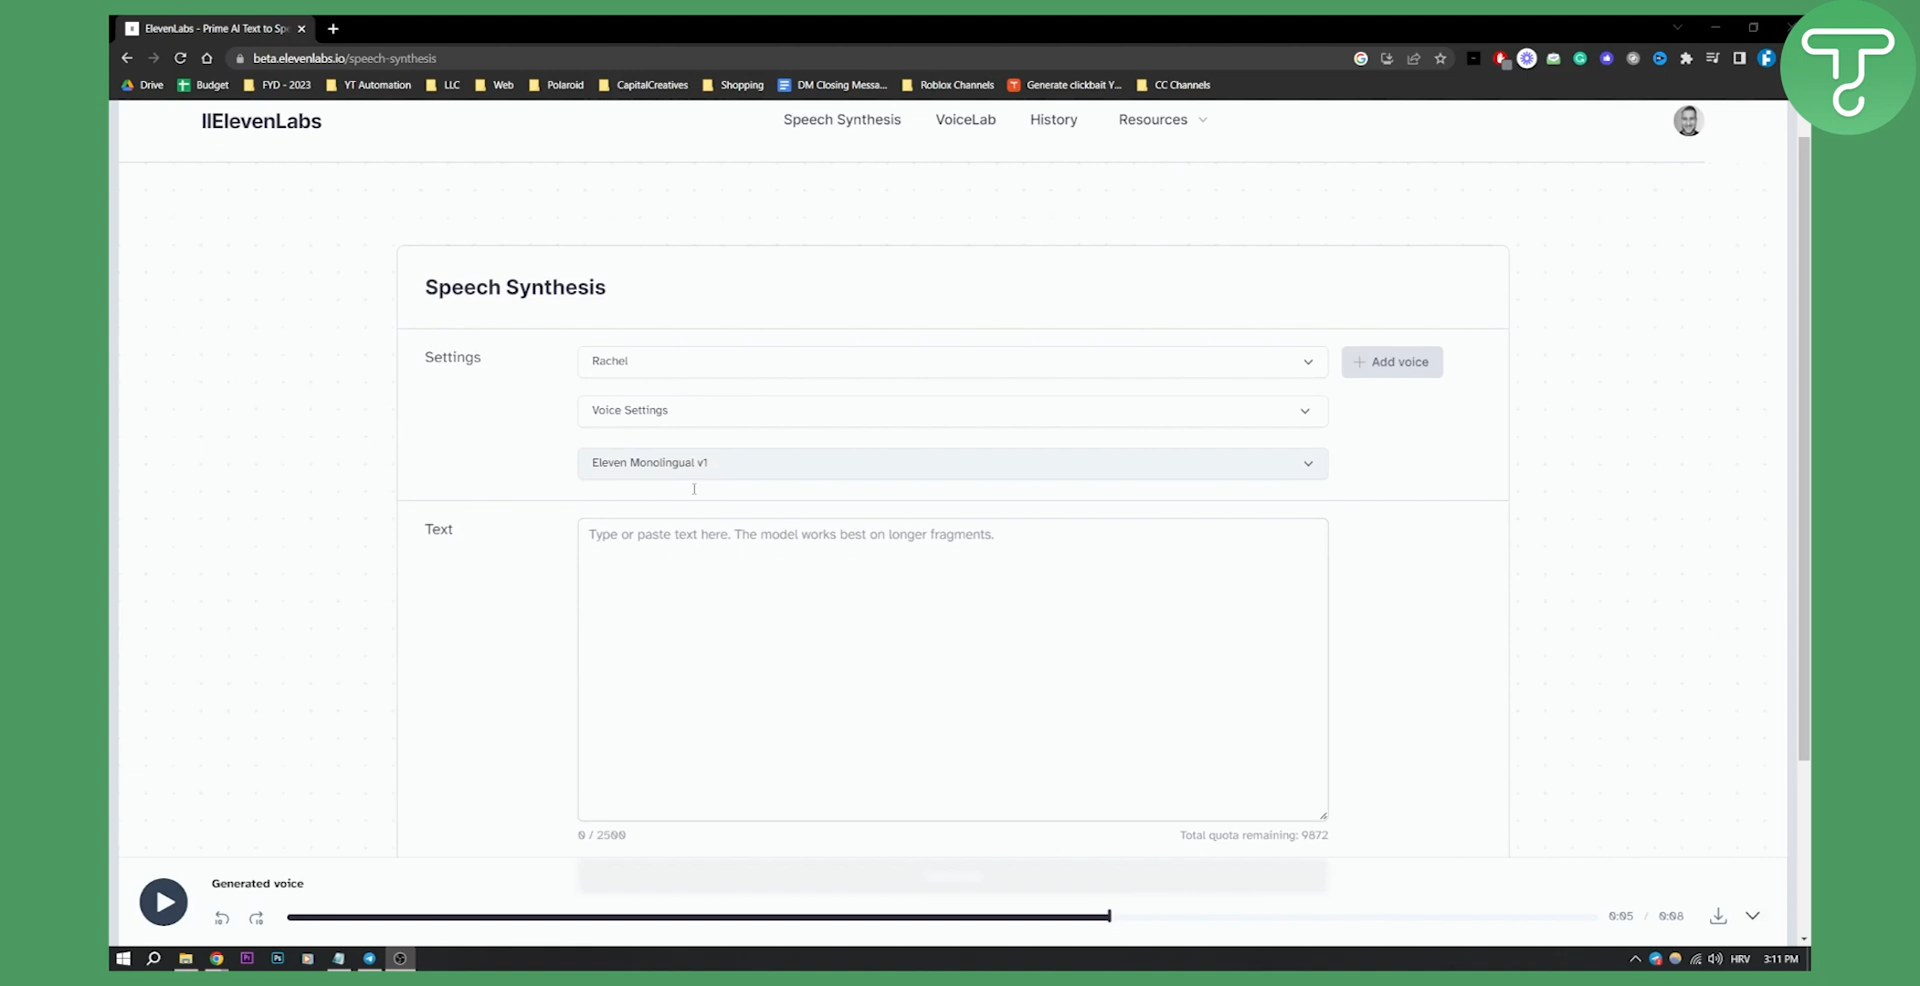 ElevenLabs - Prime AI Text to Spe
beta.elevenlabs.io/speech-synthesis
Drive Budget FYD - 2023 YT Automation LLC Web Polaroid CapitalCreatives Shopping DM Closing Messa... Roblox Channels Generate clickbait Y... CC Channels
IIElevenLabs Speech Synthesis VoiceLab History Resources
Speech Synthesis
Settings Rachel + Add voice
Voice Settings
Eleven Monolingual v1
Text Type or paste text here. The model works best on longer fragments.
0 / 2500 Total quota remaining: 9872
Generated voice
10 10 0:05 / 0:08
HRV 3:11 PM